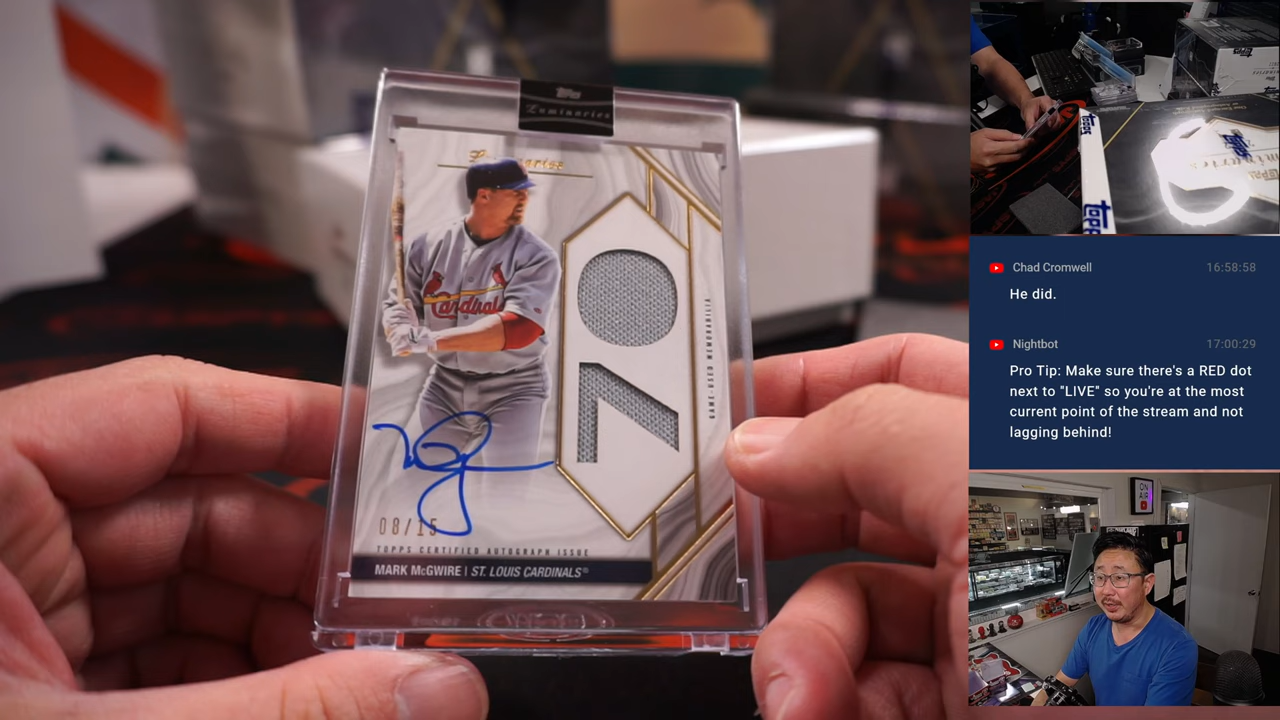 Topps
Luminaries
Luminaries
Cardinals
70
GAME-USED MEMORABILIA
08/15
TOPPS CERTIFIED AUTOGRAPH ISSUE
MARK McGWIRE | ST. LOUIS CARDINALS®
topps
topps
ON
AIR
Chad Cromwell
16:58:58
He did.
Nightbot
17:00:29
Pro Tip: Make sure there's a RED dot
next to "LIVE" so you're at the most
current point of the stream and not
lagging behind!